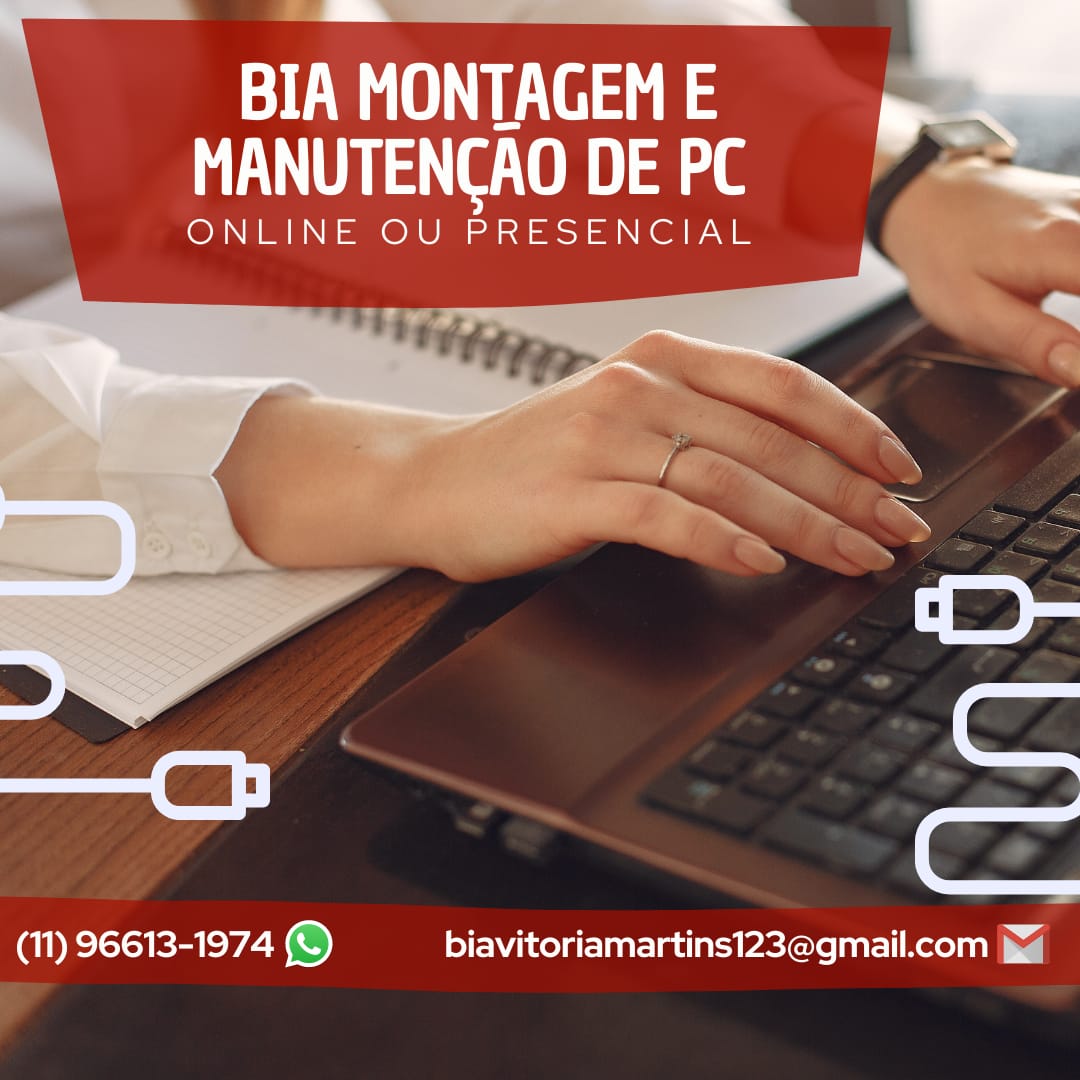 BIA MONTAGEM E
MANUTENÇÃO DE PC
ONLINE OU PRESENCIAL
(11) 96613-1974
biavitoriamartins123@gmail.com